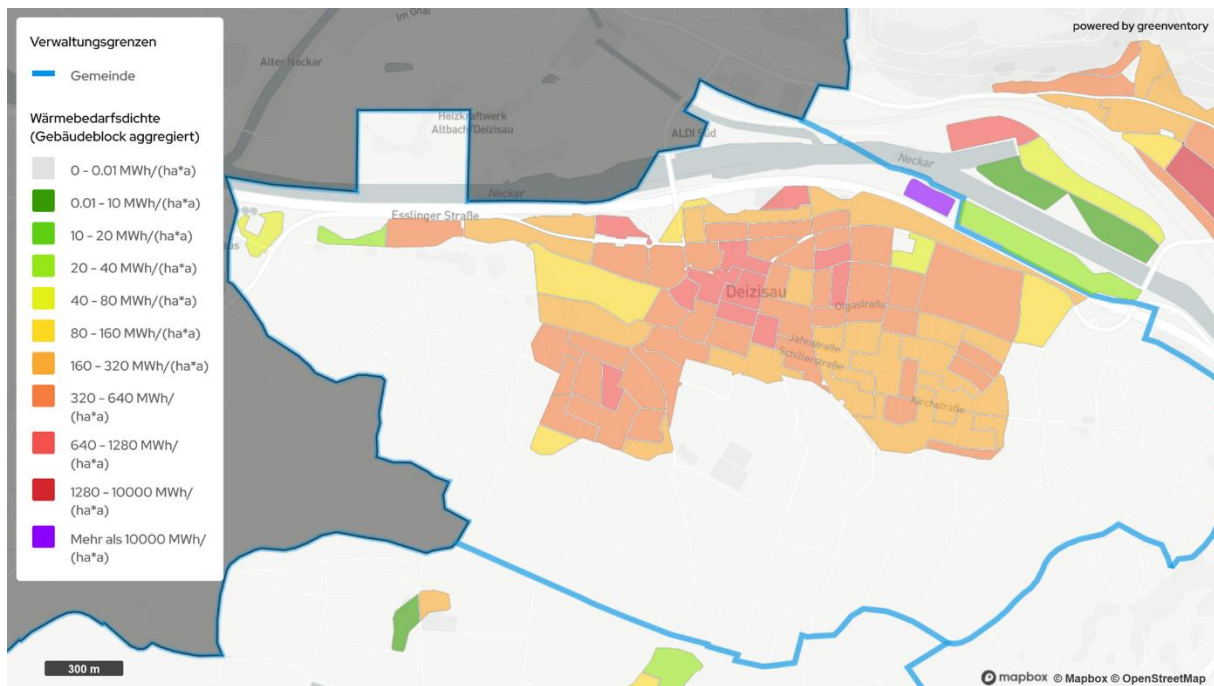 Verwaltungsgrenzen
Gemeinde
Wärmebedarfsdichte
(Gebäudeblock aggregiert)
0 - 0.01 MWh/(ha*a)
0.01 - 10 MWh/(ha*a)
10 - 20 MWh/(ha*a)
20 - 40 MWh/(ha*a)
40 - 80 MWh/(ha*a)
80 - 160 MWh/(ha*a)
160 - 320 MWh/(ha*a)
320 - 640 MWh/
(ha*a)
640 - 1280 MWh/
(ha*a)
1280 - 10000 MWh/
(ha*a)
Mehr als 10000 MWh/
(ha*a)
300 m
powered by greenventory
Alter Neckar
Heizkraftwerk
Altbach/Deizisau
ALDI Süd
Neckar
Neckar
Esslinger Straße
Deizisau
Olgastraße
Jahnstraße
Schillerstraße
Kirchstraße
mapbox © Mapbox © OpenStreetMap